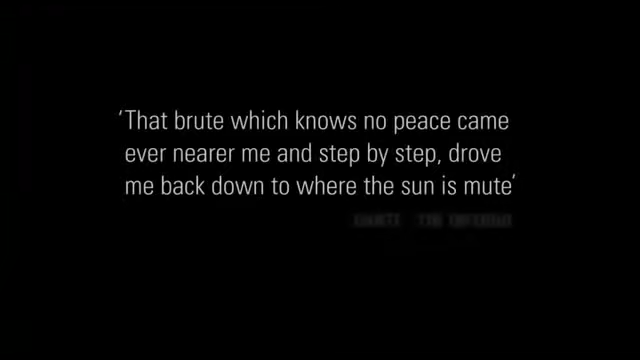 ‘That brute which knows no peace came
ever nearer me and step by step, drove
me back down to where the sun is mute’